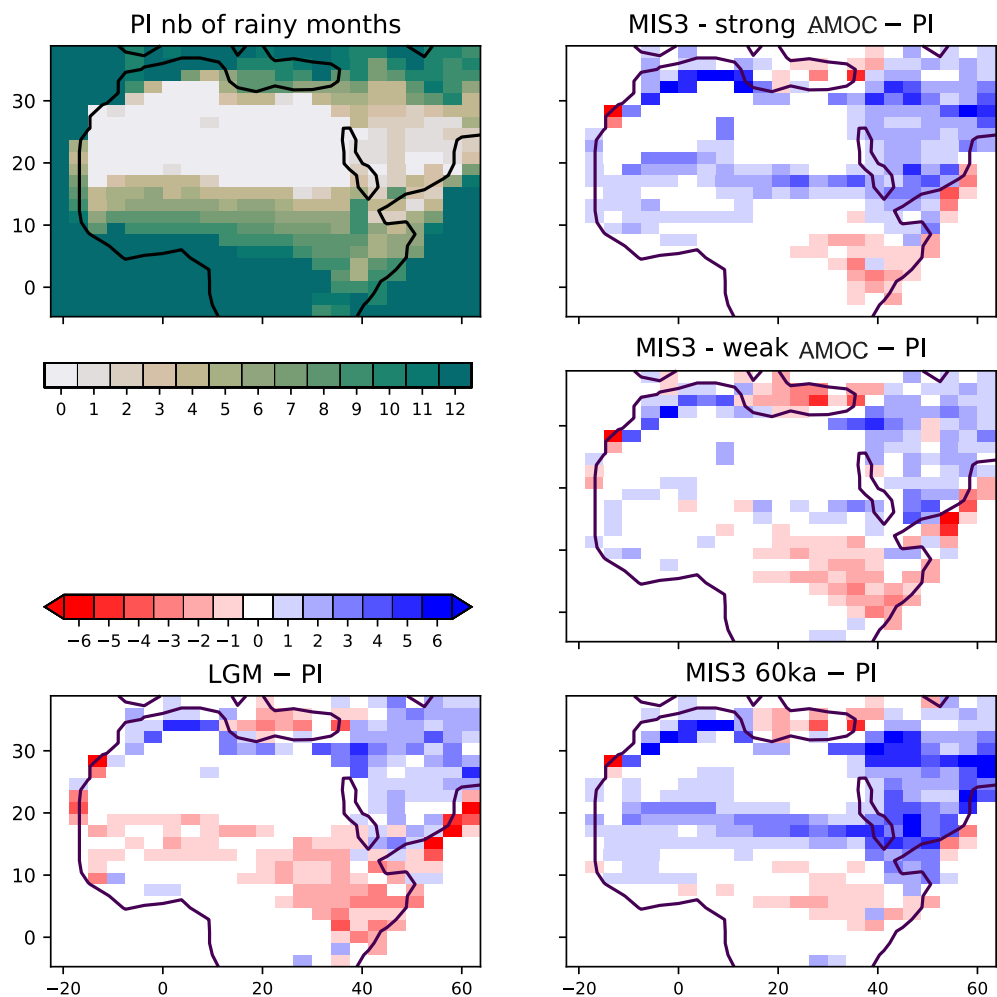 PI nb of rainy months
30
20
10
0
0 1 2 3 4 5 6 7 8 9 10 11 12
MIS3 - strong AMOC − PI
MIS3 - weak AMOC − PI
−6 −5 −4 −3 −2 −1 0 1 2 3 4 5 6
LGM − PI
30
20
10
0
−20 0 20 40 60
MIS3 60ka − PI
−20 0 20 40 60